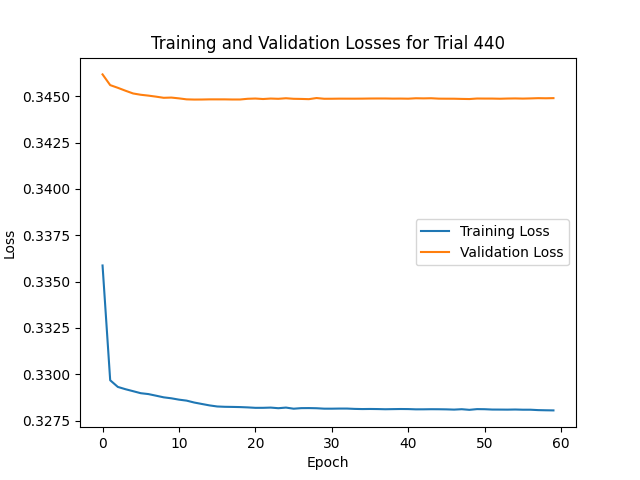 Training and Validation Losses for Trial 440
0.3450
0.3425
0.3400
0.3375
0.3350
0.3325
0.3300
0.3275
Loss
Training Loss
Validation Loss
0 10 20 30 40 50 60
Epoch